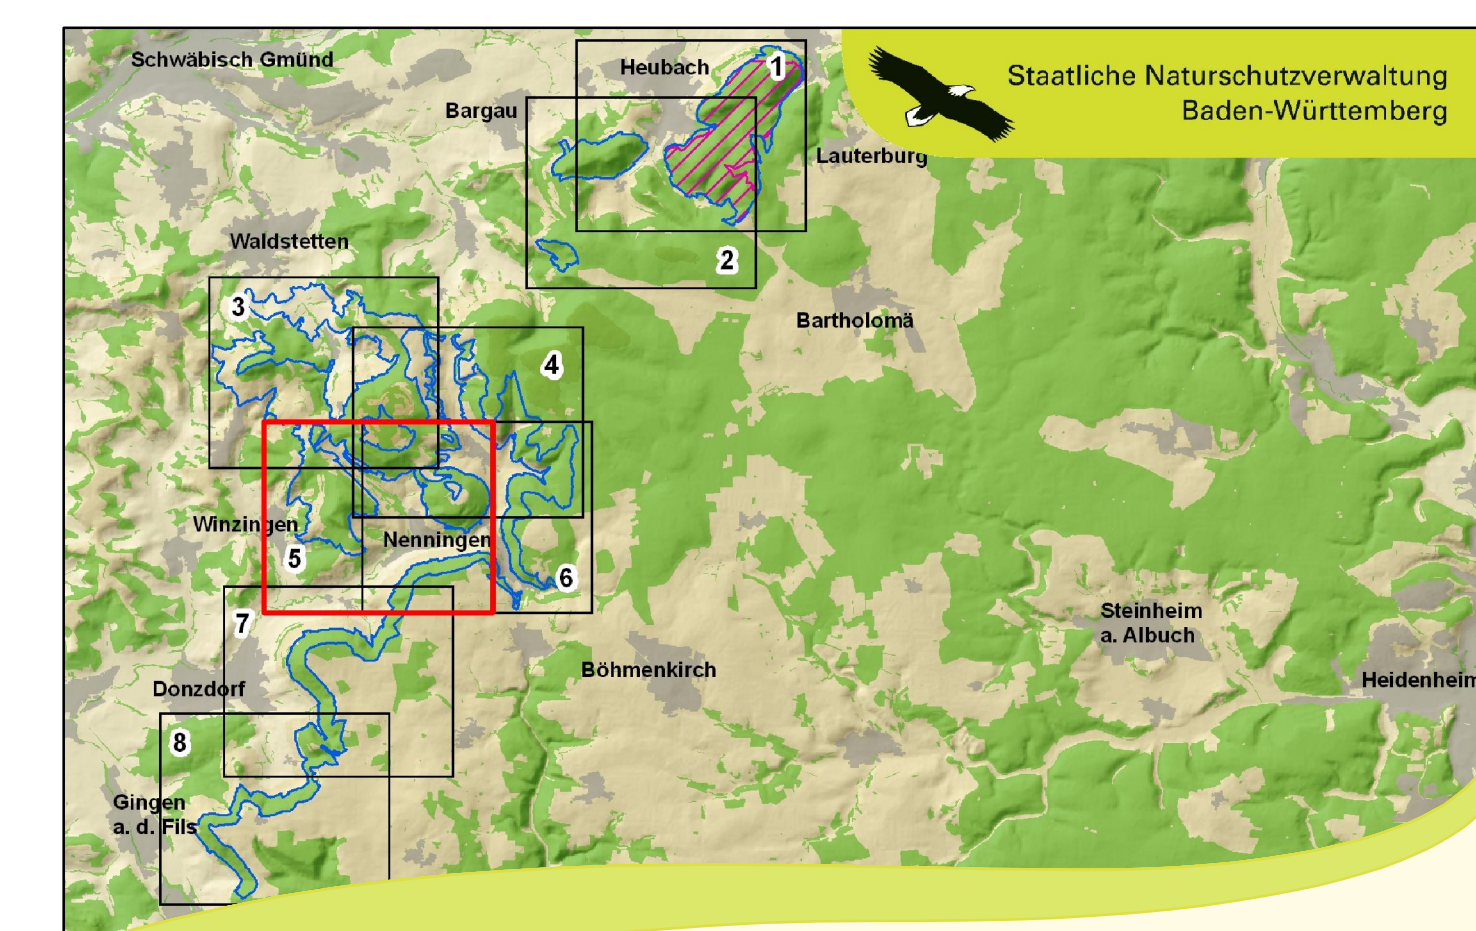 Schwäbisch Gmünd
Heubach
1
Staatliche Naturschutzverwaltung
Baden-Württemberg
Bargau
Lauterburg
Waldstetten
2
3
Bartholomä
4
Winzingen
Nenningen
5
6
7
Steinheim
a. Albuch
Böhmenkirch
Donzdorf
Heidenheim
8
Gingen
a. d. Fils